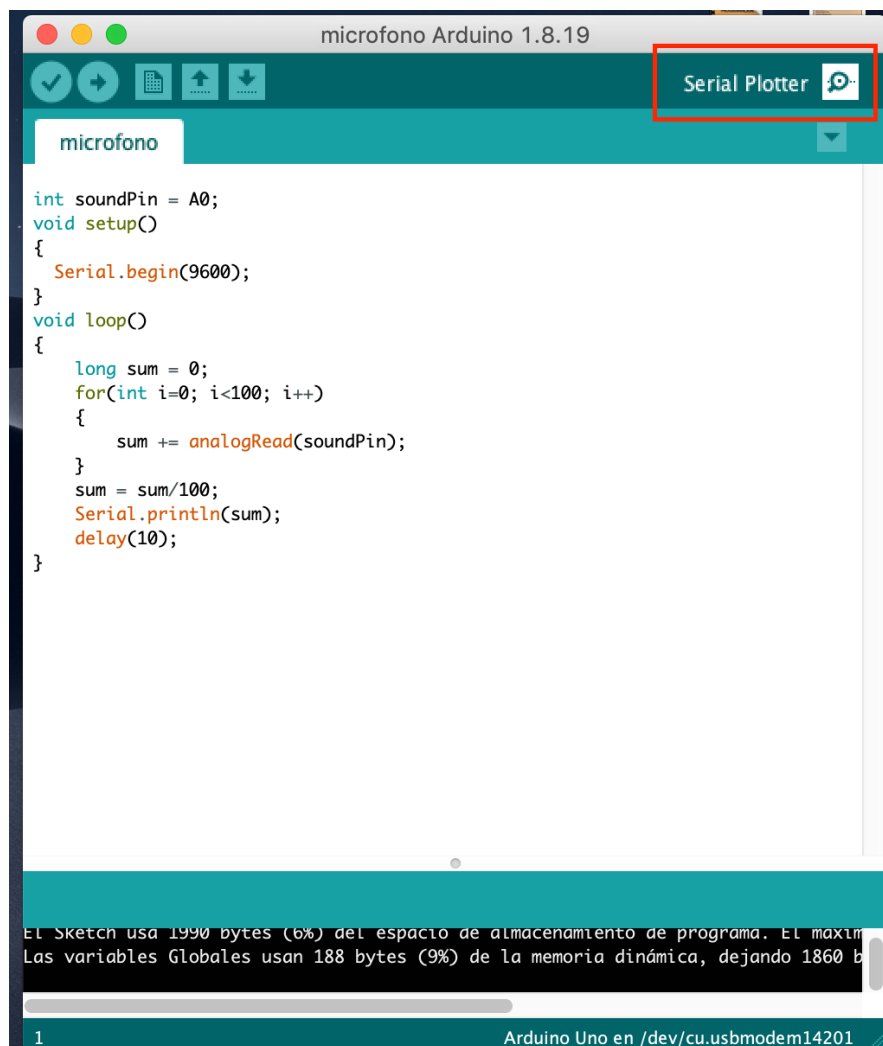 microfono Arduino 1.8.19
Serial Plotter
microfono
int soundPin = A0;
void setup()
{
  Serial.begin(9600);
}
void loop()
{
    long sum = 0;
    for(int i=0; i<100; i++)
    {
        sum += analogRead(soundPin);
    }
    sum = sum/100;
    Serial.println(sum);
    delay(10);
}
El Sketch usa 1990 bytes (6%) del espacio de almacenamiento de programa. El máxim
Las variables Globales usan 188 bytes (9%) de la memoria dinámica, dejando 1860 b
1 Arduino Uno en /dev/cu.usbmodem14201